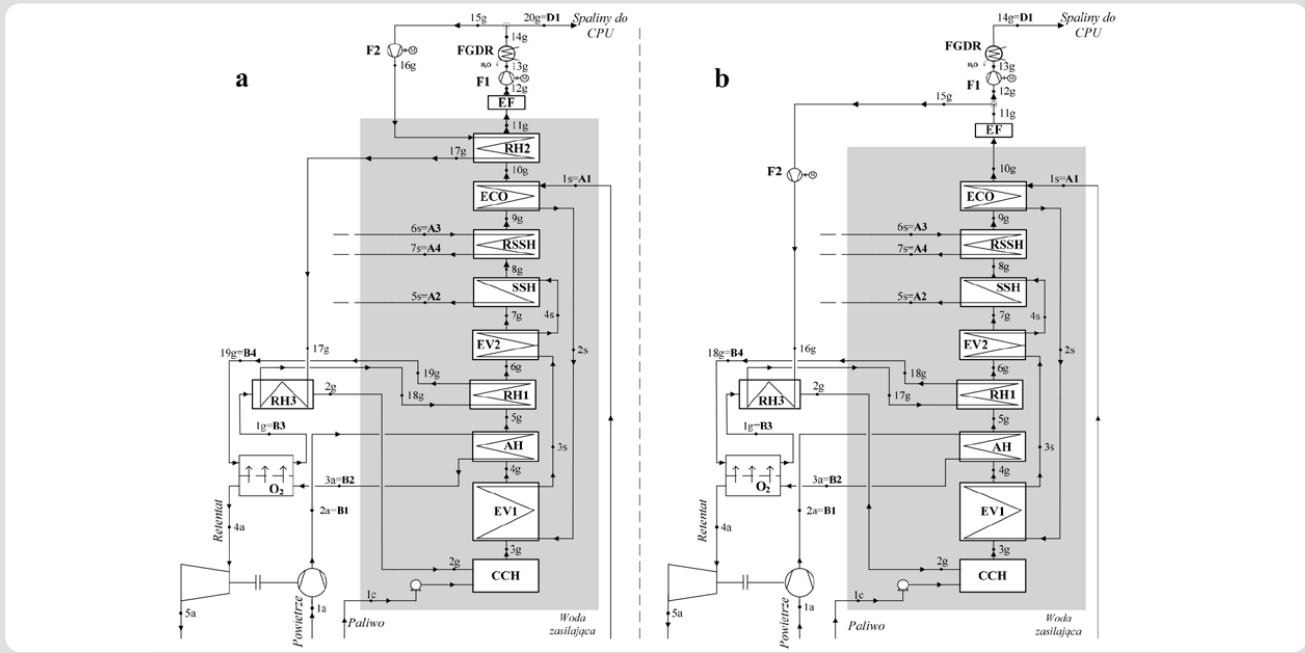 a
15g
20g=D1
Spaliny do
CPU
14g
F2
M
FGDR
16g
H₂O
13g
F1
M
12g
EF
11g
17g
RH2
10g
1s=A1
ECO
9g
6s=A3
7s=A4
RSSH
8g
SSH
5s=A2
7g
4s
EV2
17g
19g=B4
2s
6g
19g
2g
RH3
18g
RH1
1g=B3
5g
AH
3s
4g
O₂
3a=B2
Retentat
4a
2a=B1
EV1
3g
2g
CCH
1c
5a
Powietrze
1a
Paliwo
Woda
zasilająca
b
14g=D1
Spaliny do
CPU
FGDR
H₂O
13g
F1
M
12g
15g
11g
EF
F2
M
10g
1s=A1
ECO
9g
6s=A3
7s=A4
RSSH
8g
SSH
5s=A2
7g
4s
EV2
16g
18g=B4
2s
6g
18g
2g
RH3
17g
RH1
1g=B3
5g
AH
3s
4g
O₂
3a=B2
Retentat
4a
2a=B1
EV1
3g
2g
CCH
1c
5a
Powietrze
1a
Paliwo
Woda
zasilająca